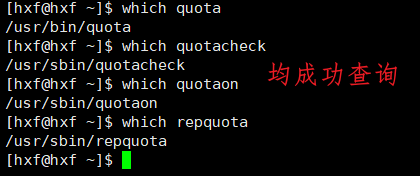 [hxf@hxf ~]$ which quota
/usr/bin/quota
[hxf@hxf ~]$ which quotacheck
/usr/sbin/quotacheck
[hxf@hxf ~]$ which quotaon
/usr/sbin/quotaon
[hxf@hxf ~]$ which repquota
/usr/sbin/repquota
[hxf@hxf ~]$
均成功查询